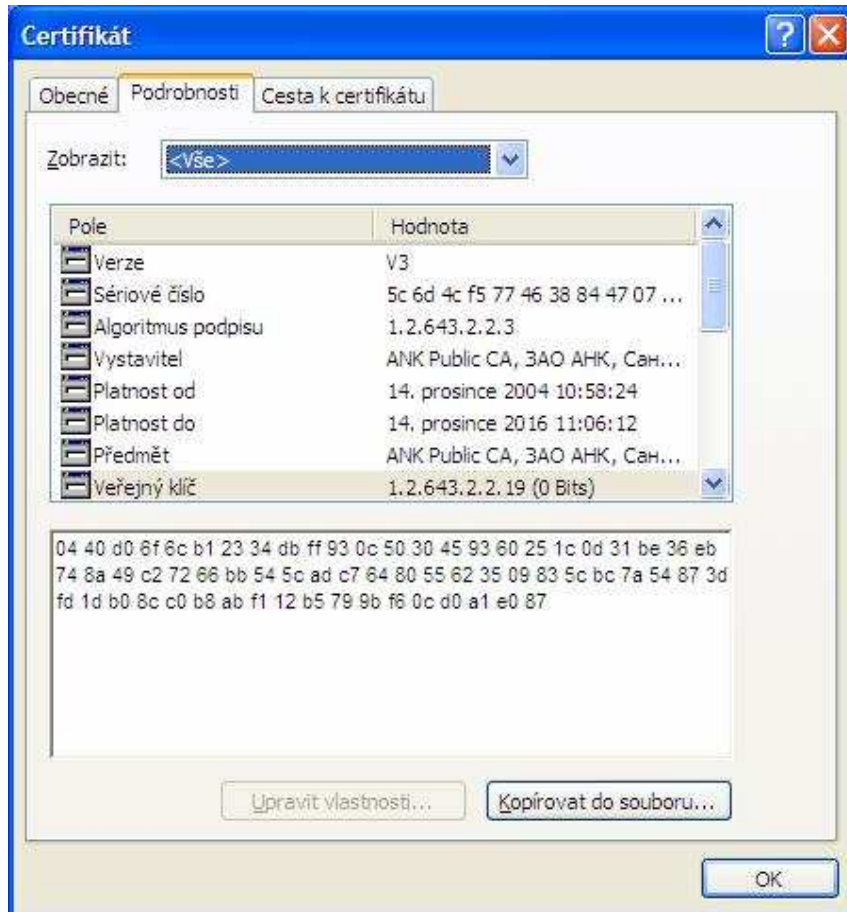 Certifikát
Obecné Podrobnosti Cesta k certifikátu
Zobrazit: <Vše>
Pole Hodnota
Verze V3
Sériové číslo 5c 6d 4c f5 77 46 38 84 47 07 ...
Algoritmus podpisu 1.2.643.2.2.3
Vystavitel ANK Public CA, ЗАО АНК, Сан...
Platnost od 14. prosince 2004 10:58:24
Platnost do 14. prosince 2016 11:06:12
Předmět ANK Public CA, ЗАО АНК, Сан...
Veřejný klíč 1.2.643.2.2.19 (0 Bits)
04 40 d0 6f 6c b1 23 34 db ff 93 0c 50 30 45 93 60 25 1c 0d 31 be 36 eb
74 8a 49 c2 72 66 bb 54 5c ad c7 64 80 55 62 35 09 83 5c bc 7a 54 87 3d
fd 1d b0 8c c0 b8 ab f1 12 b5 79 9b f6 0c d0 a1 e0 87
Upravit vlastnosti... Kopírovat do souboru...
OK